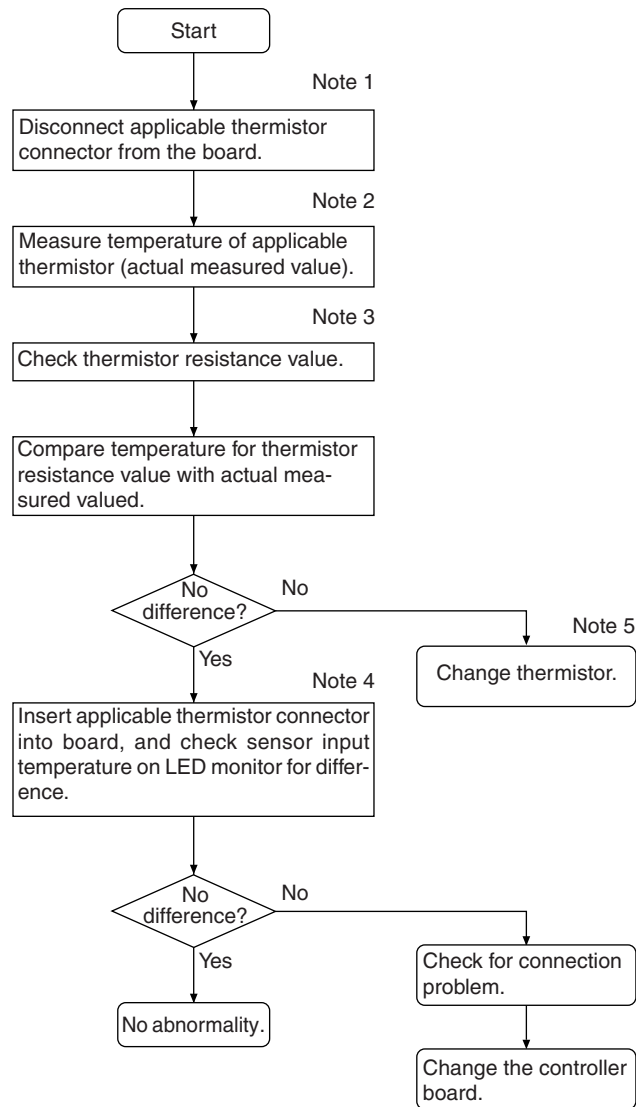 Start
Note 1
Disconnect applicable thermistor
connector from the board.
Note 2
Measure temperature of applicable
thermistor (actual measured value).
Note 3
Check thermistor resistance value.
Compare temperature for thermistor
resistance value with actual mea-
sured valued.
No
difference?
No
Yes
Note 5
Change thermistor.
Note 4
Insert applicable thermistor connector
into board, and check sensor input
temperature on LED monitor for differ-
ence.
No
difference?
No
Yes
No abnormality.
Check for connection
problem.
Change the controller
board.